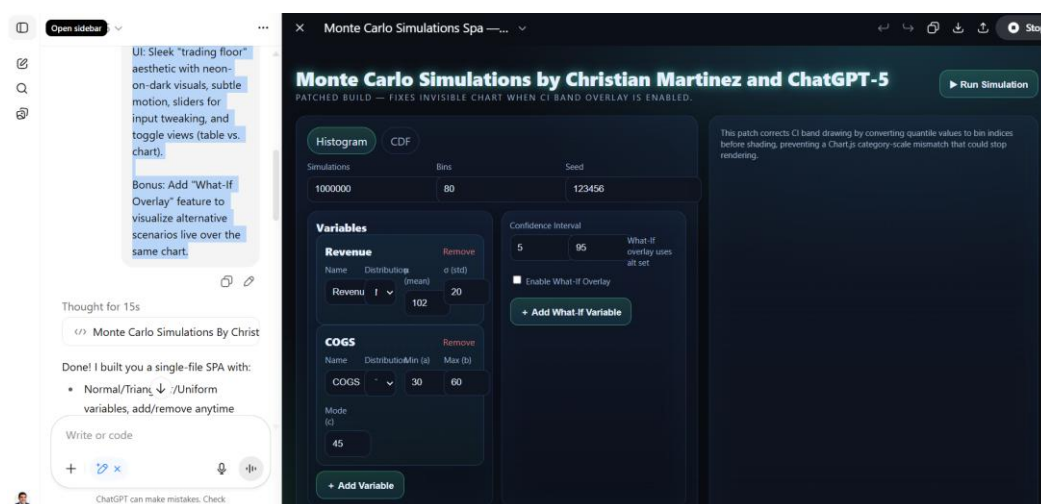 Open sidebar
UI: Sleek "trading floor"
aesthetic with neon-
on-dark visuals, subtle
motion, sliders for
input tweaking, and
toggle views (table vs.
chart).
Bonus: Add "What-If
Overlay" feature to
visualize alternative
scenarios live over the
same chart.
Thought for 15s
Monte Carlo Simulations By Christ
Done! I built you a single-file SPA with:
• Normal/Triang :/Uniform
variables, add/remove anytime
Write or code
ChatGPT can make mistakes. Check
Monte Carlo Simulations Spa —...
Sto
Monte Carlo Simulations by Christian Martinez and ChatGPT-5
PATCHED BUILD — FIXES INVISIBLE CHART WHEN CI BAND OVERLAY IS ENABLED.
▶ Run Simulation
Histogram CDF
Simulations Bins Seed
1000000 80 123456
Variables
Revenue Remove
Name Distribution μ (mean) σ (std)
Revenu 102 20
COGS Remove
Name Distribution Min (a) Max (b)
COGS 30 60
Mode
(c)
45
+ Add Variable
Confidence Interval
5 95 What-If
overlay uses
alt set
Enable What-If Overlay
+ Add What-If Variable
This patch corrects CI band drawing by converting quantile values to bin indices
before shading, preventing a Chart.js category-scale mismatch that could stop
rendering.